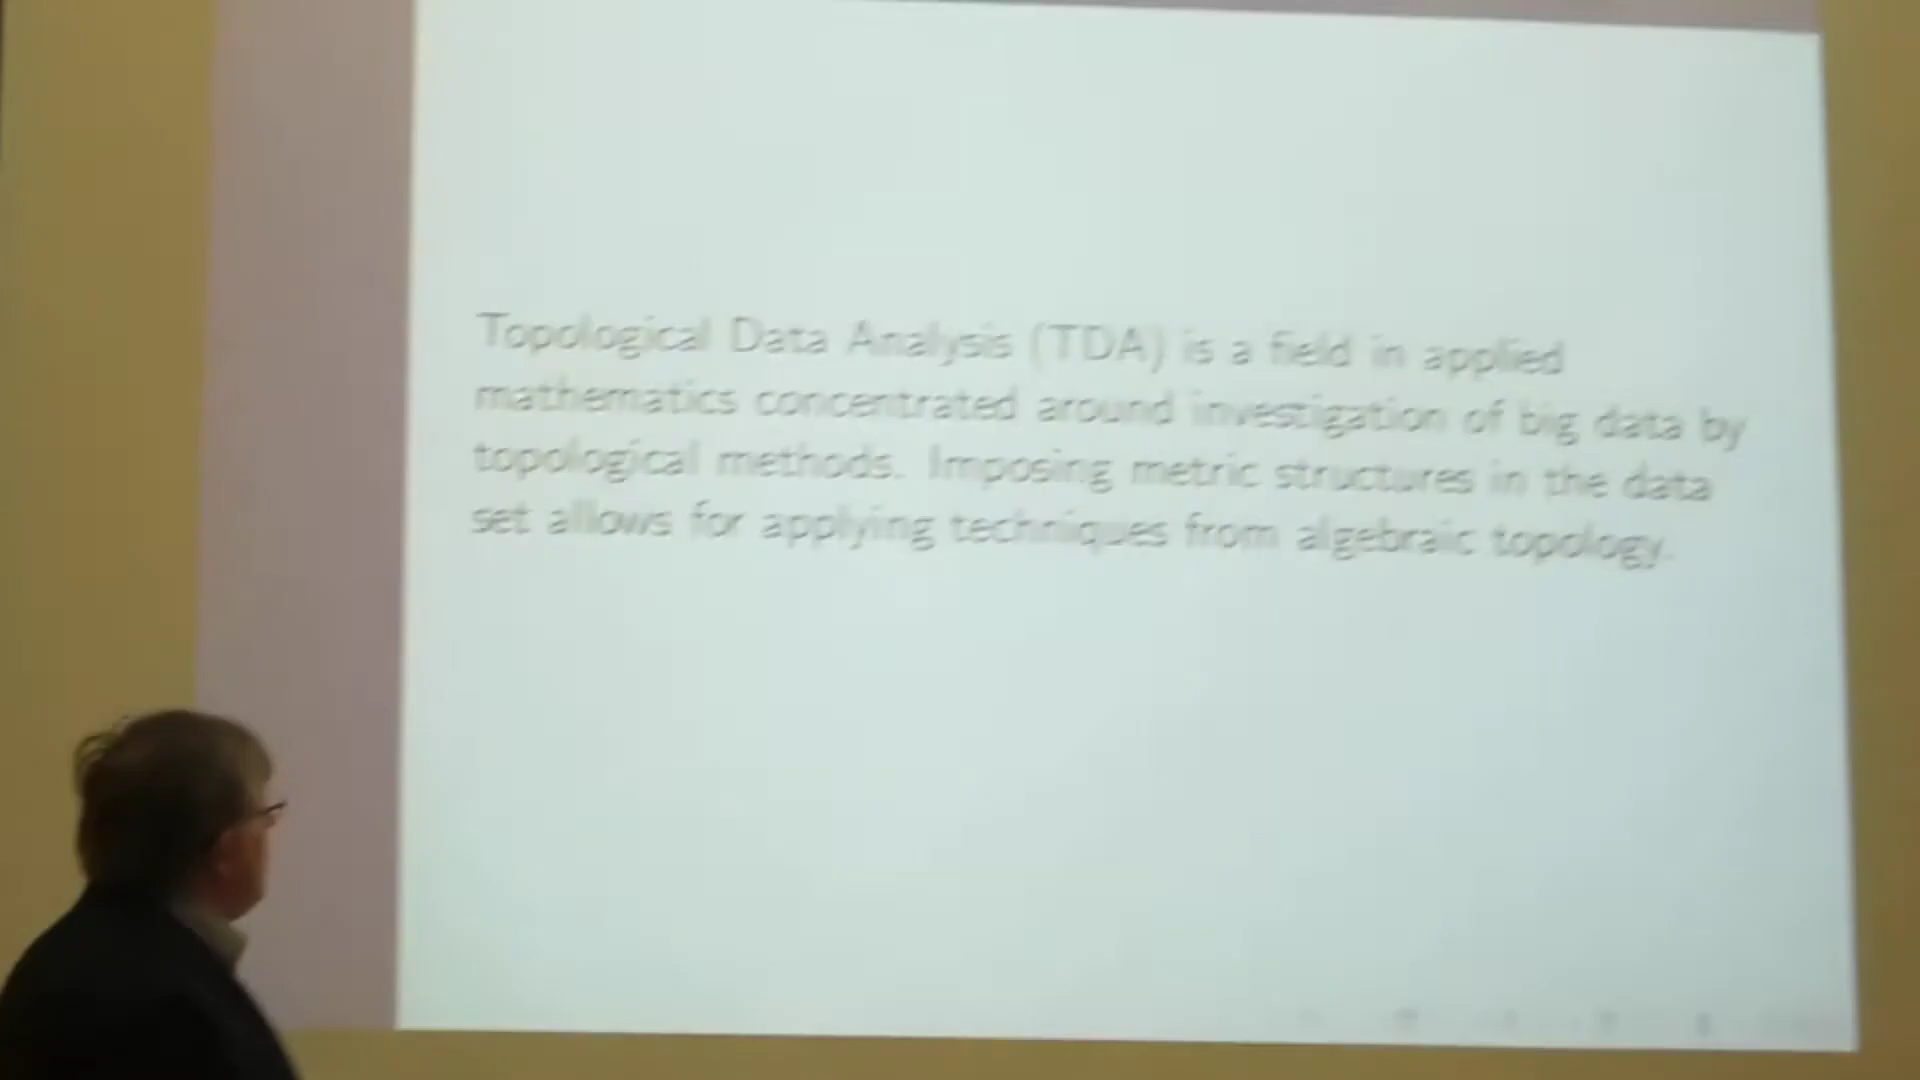 Topological Data Analysis (TDA) is a field in applied
mathematics concentrated around investigation of big data by
topological methods. Imposing metric structures in the data
set allows for applying techniques from algebraic topology.